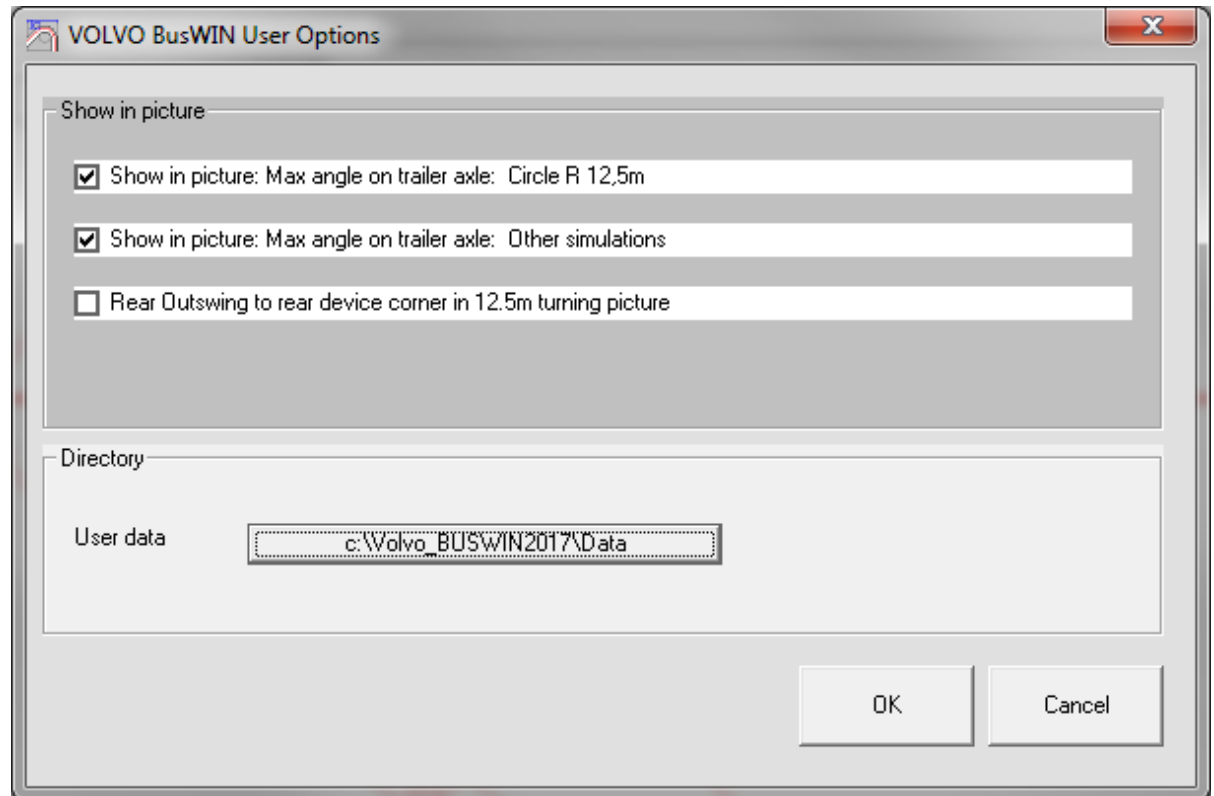 VOLVO BusWIN User Options
Show in picture
Show in picture: Max angle on trailer axle:  Circle R 12,5m
Show in picture: Max angle on trailer axle:  Other simulations
Rear Outswing to rear device corner in 12.5m turning picture
Directory
User data
c:\Volvo_BUSWIN2017\Data
OK
Cancel